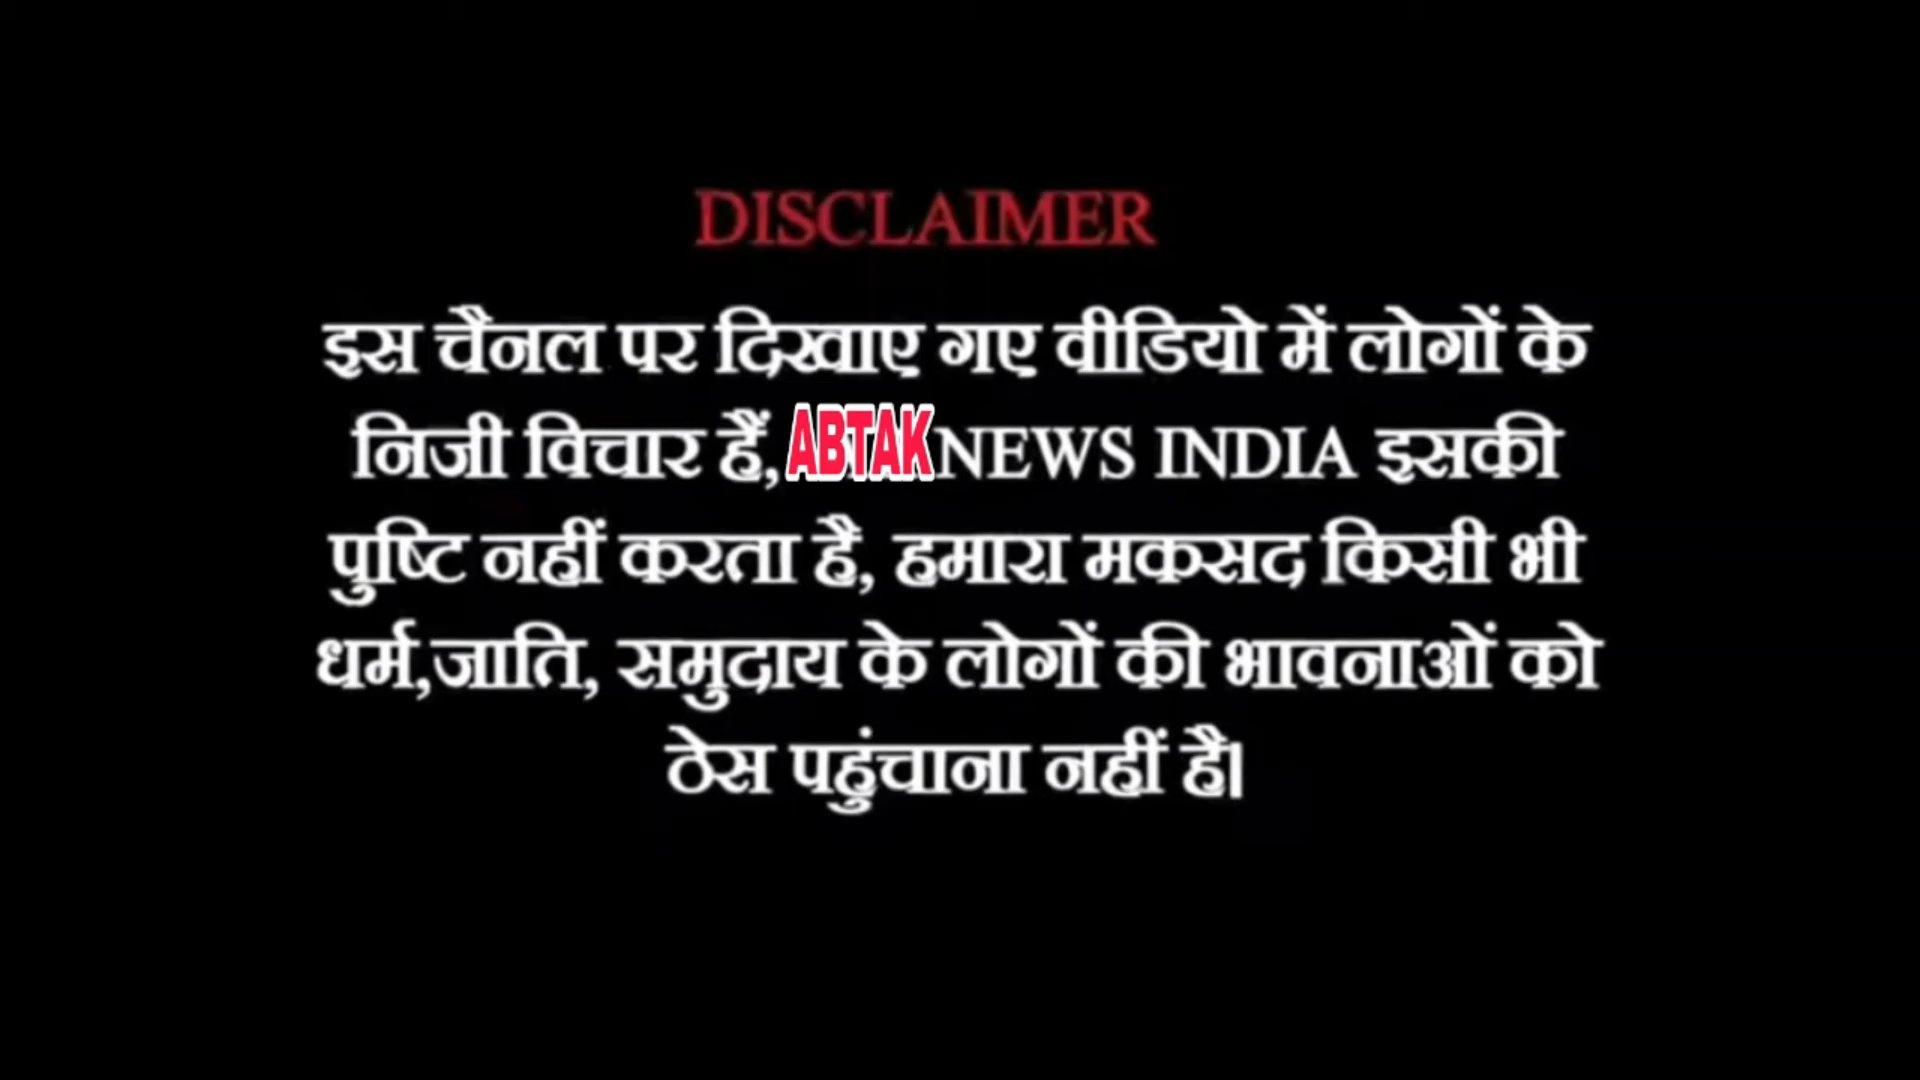 DISCLAIMER
इस चैनल पर दिखाए गए वीडियो में लोगों के
निजी विचार हैं, ABTAK NEWS INDIA इसकी
पुष्टि नहीं करता है, हमारा मकसद किसी भी
धर्म,जाति, समुदाय के लोगों की भावनाओं को
ठेस पहुंचाना नहीं है।